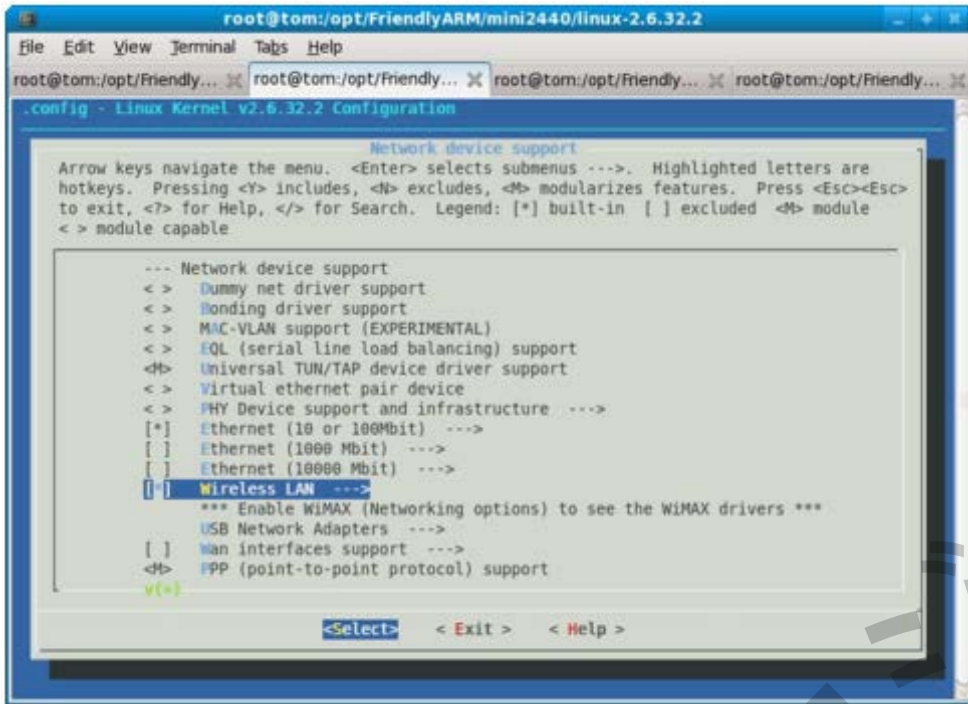 root@tom:/opt/FriendlyARM/mini2440/linux-2.6.32.2
File Edit View Terminal Tabs Help
root@tom:/opt/Friendly... root@tom:/opt/Friendly... root@tom:/opt/Friendly... root@tom:/opt/Friendly...
.config - Linux Kernel v2.6.32.2 Configuration
Network device support
Arrow keys navigate the menu. <Enter> selects submenus --->. Highlighted letters are
hotkeys. Pressing <Y> includes, <N> excludes, <M> modularizes features. Press <Esc><Esc>
to exit, <?> for Help, </> for Search. Legend: [*] built-in [ ] excluded <M> module
< > module capable
--- Network device support
< > Dummy net driver support
< > Bonding driver support
< > MAC-VLAN support (EXPERIMENTAL)
< > EQL (serial line load balancing) support
<M> Universal TUN/TAP device driver support
< > Virtual ethernet pair device
< > PHY Device support and infrastructure --->
[*] Ethernet (10 or 100Mbit) --->
[ ] Ethernet (1000 Mbit) --->
[ ] Ethernet (10000 Mbit) --->
[*] Wireless LAN --->
*** Enable WiMAX (Networking options) to see the WiMAX drivers ***
USB Network Adapters --->
[ ] Wan interfaces support --->
<M> PPP (point-to-point protocol) support
v(+)
<Select> < Exit > < Help >